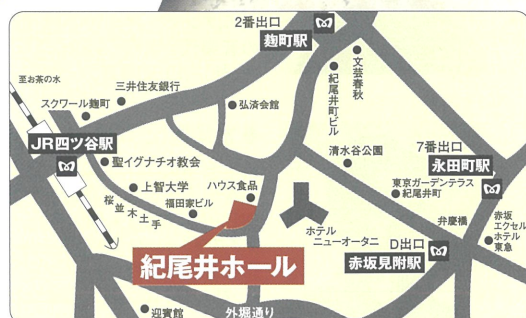 2番出口
麹町駅
至お茶の水
三井住友銀行
スクワール麹町
弘済会館
文芸春秋
紀尾井町ビル
JR四ツ谷駅
7番出口
清水谷公園
永田町駅
聖イグナチオ教会
上智大学
ハウス食品
東京ガーデンテラス
紀尾井町
福田家ビル
桜並木土手
弁慶橋
赤坂
エクセル
ホテル
東急
ホテル
ニューオータニ
D出口
赤坂見附駅
紀尾井ホール
迎賓館
外堀通り